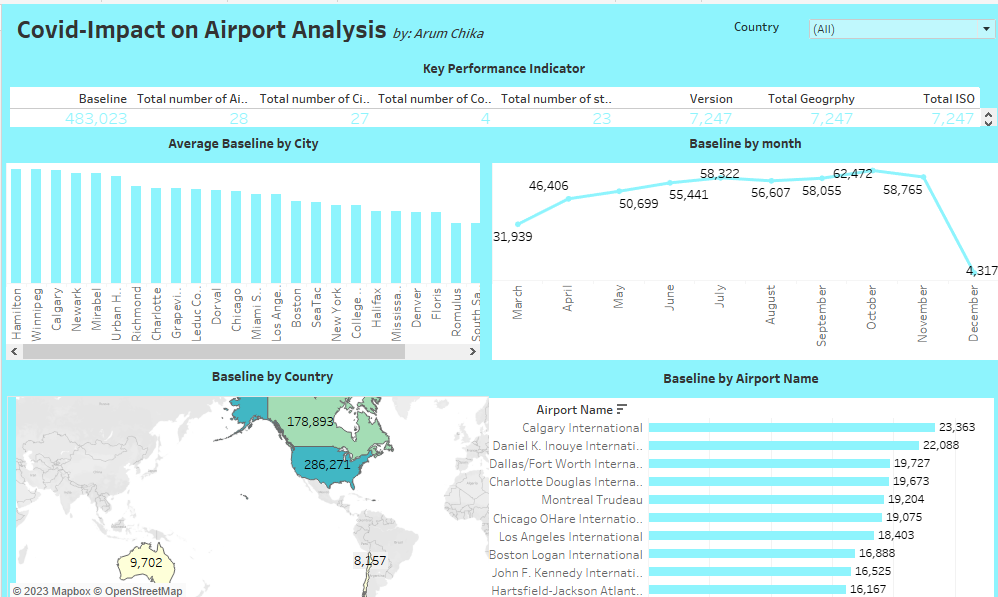 Covid-Impact on Airport Analysis by: Arum Chika
Country
(All)
Key Performance Indicator
Baseline Total number of Ai.. Total number of Ci.. Total number of Co.. Total number of st.. Version Total Geogrphy Total ISO
483,023 28 27 4 23 7,247 7,247 7,247
Average Baseline by City
Hamilton
Winnipeg
Calgary
Newark
Mirabel
Urban H..
Richmond
Charlotte
Grapevi..
Leduc Co..
Dorval
Chicago
Miami S..
Los Ange..
Boston
SeaTac
New York
College ..
Halifax
Mississa..
Denver
Floris
Romulus
South Sa
Baseline by month
31,939
46,406
50,699
55,441
58,322
56,607
58,055
62,472
58,765
4,317
March
April
May
June
July
August
September
October
November
December
Baseline by Country
178,893
286,271
9,702
8,157
© 2023 Mapbox © OpenStreetMap
Baseline by Airport Name
Airport Name
Calgary International 23,363
Daniel K. Inouye Internati.. 22,088
Dallas/Fort Worth Interna.. 19,727
Charlotte Douglas Interna.. 19,673
Montreal Trudeau 19,204
Chicago OHare Internatio.. 19,075
Los Angeles International 18,403
Boston Logan International 16,888
John F. Kennedy Internati.. 16,525
Hartsfield-Jackson Atlant.. 16,167